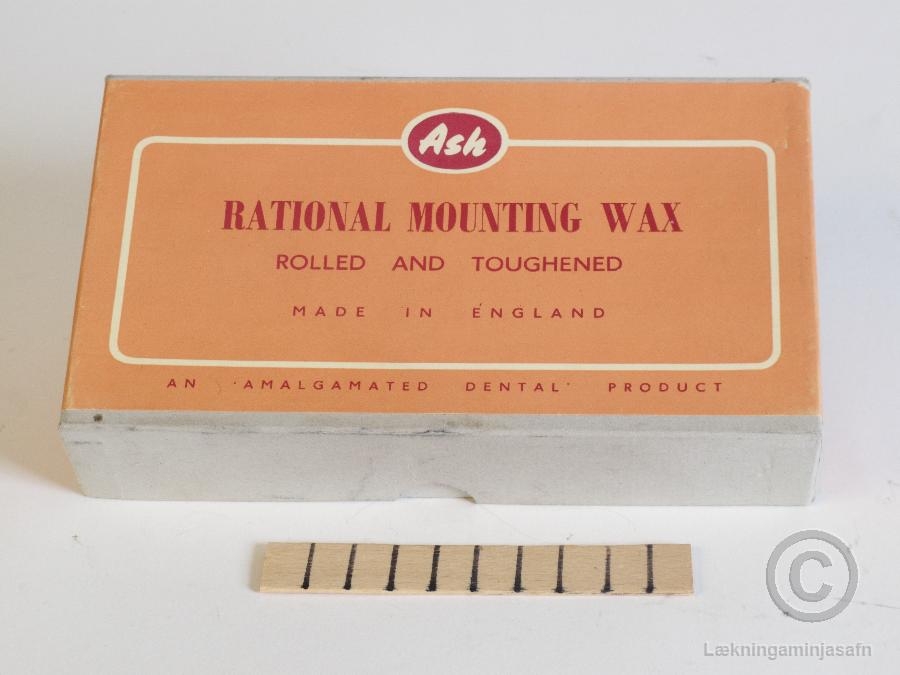 Ash
RATIONAL MOUNTING WAX
ROLLED AND TOUGHENED
MADE IN ENGLAND
AN 'AMALGAMATED DENTAL' PRODUCT
©
Lækningaminjasafn